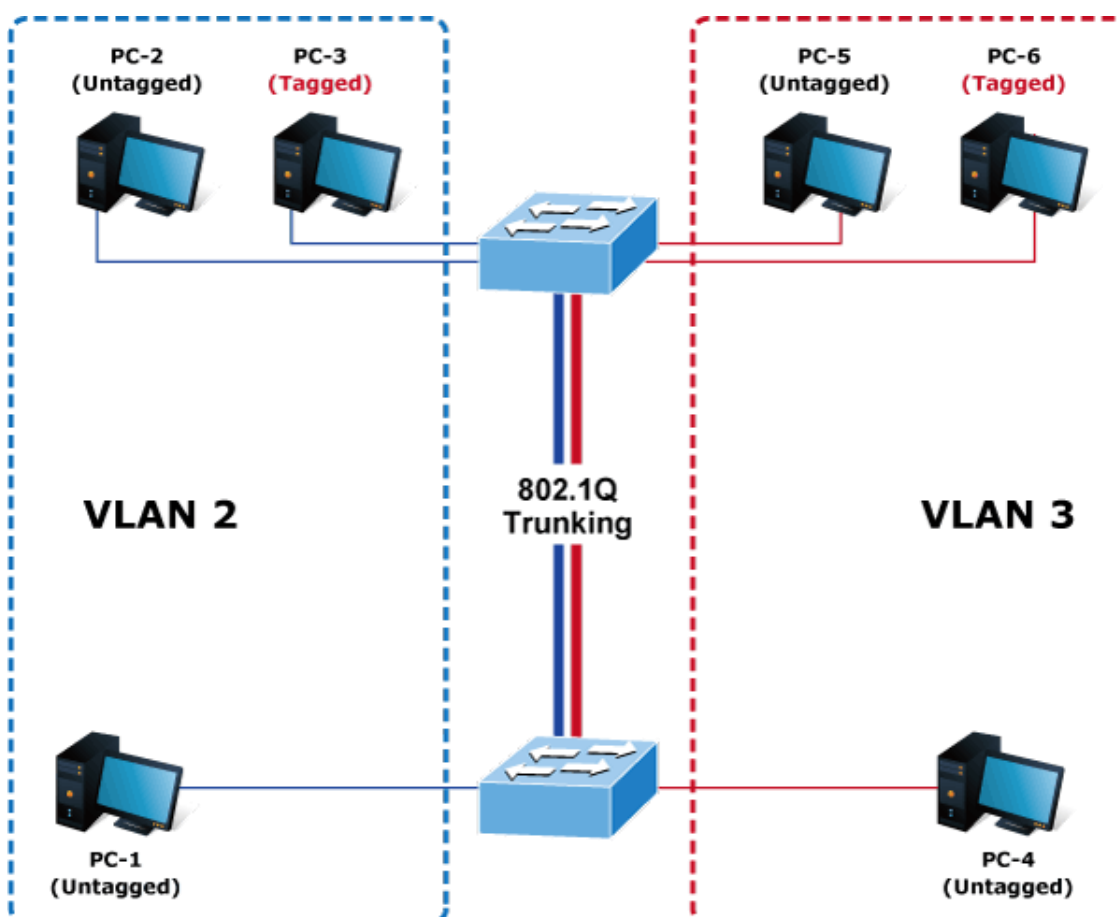 PC-2
(Untagged)
PC-3
(Tagged)
PC-5
(Untagged)
PC-6
(Tagged)
802.1Q
Trunking
VLAN 2
VLAN 3
PC-1
(Untagged)
PC-4
(Untagged)